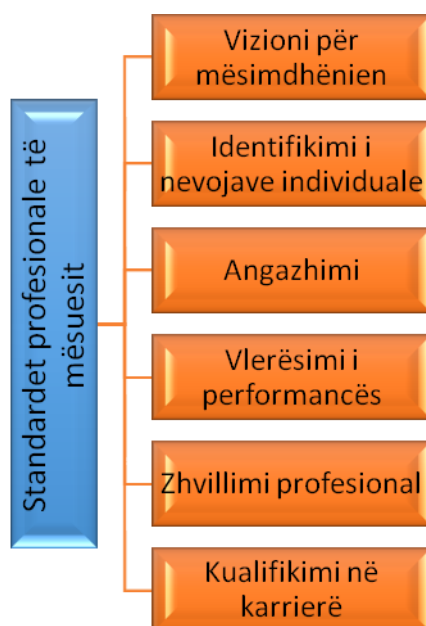 Standardet profesionale të
mësuesit
Vizioni për
mësimdhënien
Identifikimi i
nevojave individuale
Angazhimi
Vlerësimi i
performancës
Zhvillimi profesional
Kualifikimi në
karrierë